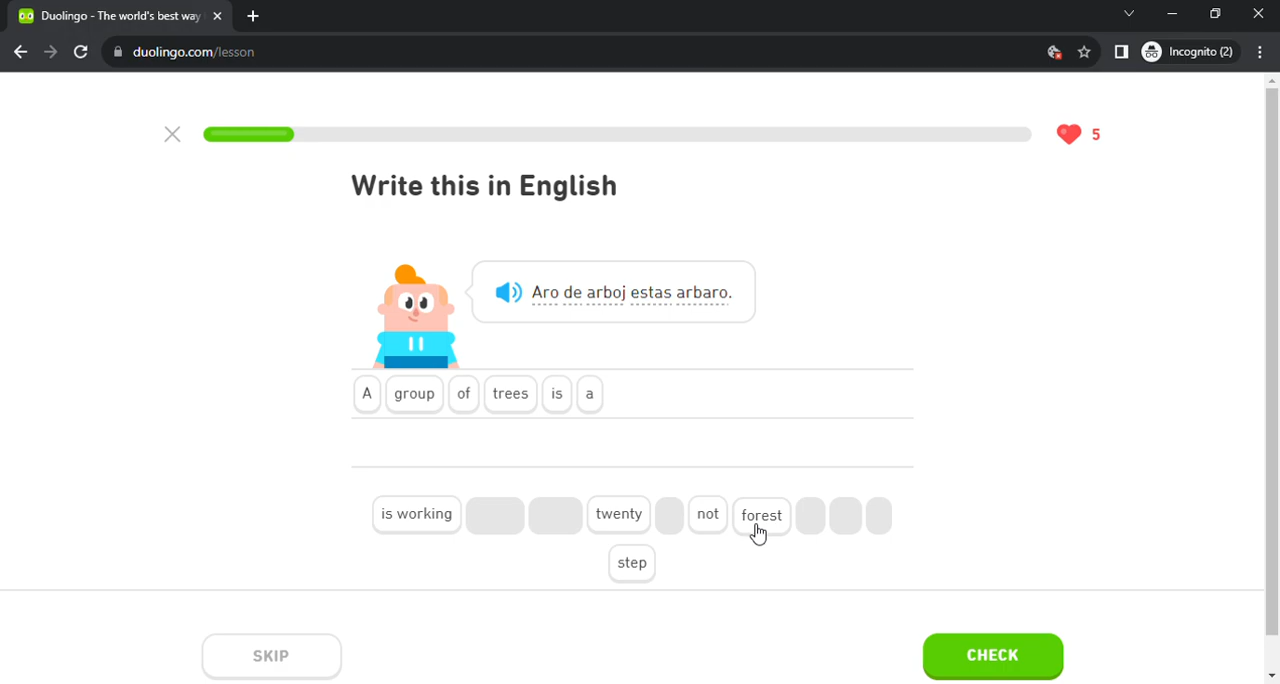 Duolingo - The world's best way
duolingo.com/lesson
Incognito (2)
5
Write this in English
Aro de arboj estas arbaro.
A group of trees is a
is working twenty not forest
step
SKIP CHECK